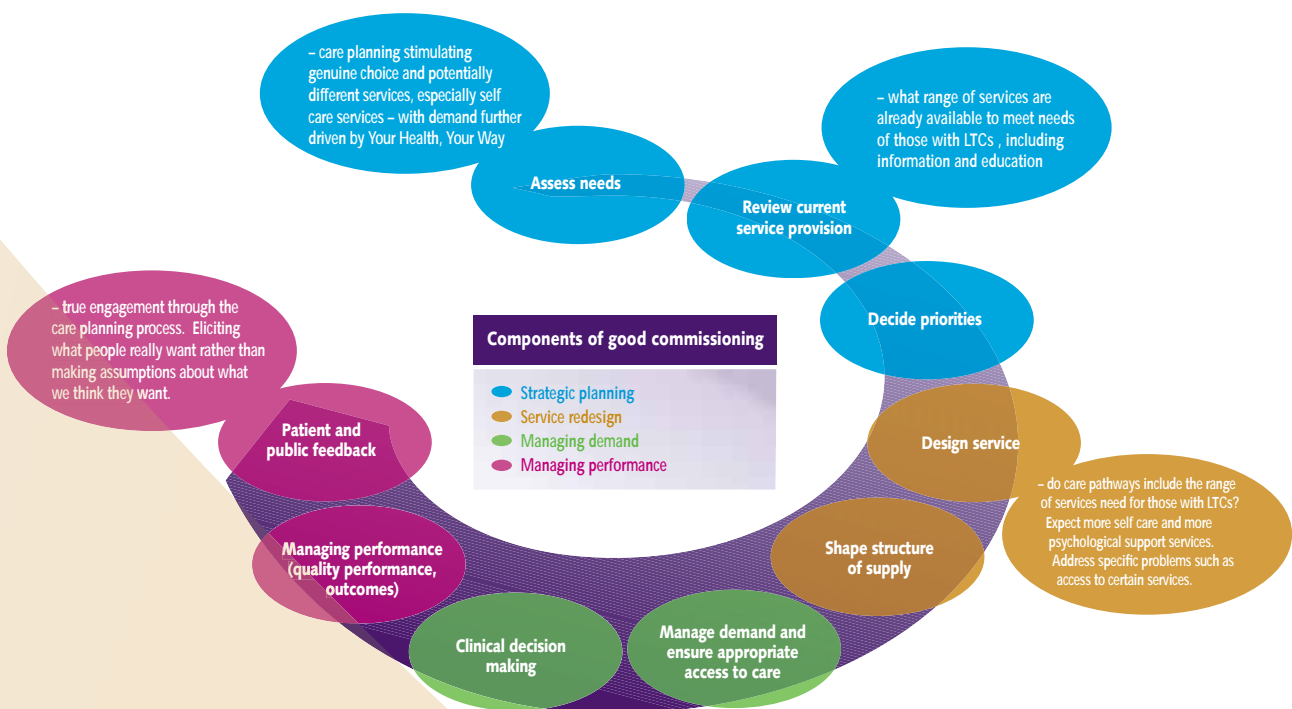 – care planning stimulating
genuine choice and potentially
different services, especially self
care services – with demand further
driven by Your Health, Your Way
Assess needs
– what range of services are
already available to meet needs
of those with LTCs , including
information and education
Review current
service provision
Decide priorities
– true engagement through the
care planning process. Eliciting
what people really want rather than
making assumptions about what
we think they want.
Patient and
public feedback
Components of good commissioning
Strategic planning
Service redesign
Managing demand
Managing performance
Design service
– do care pathways include the range
of services need for those with LTCs?
Expect more self care and more
psychological support services.
Address specific problems such as
access to certain services.
Shape structure
of supply
Manage demand and
ensure appropriate
access to care
Clinical decision
making
Managing performance
(quality performance,
outcomes)